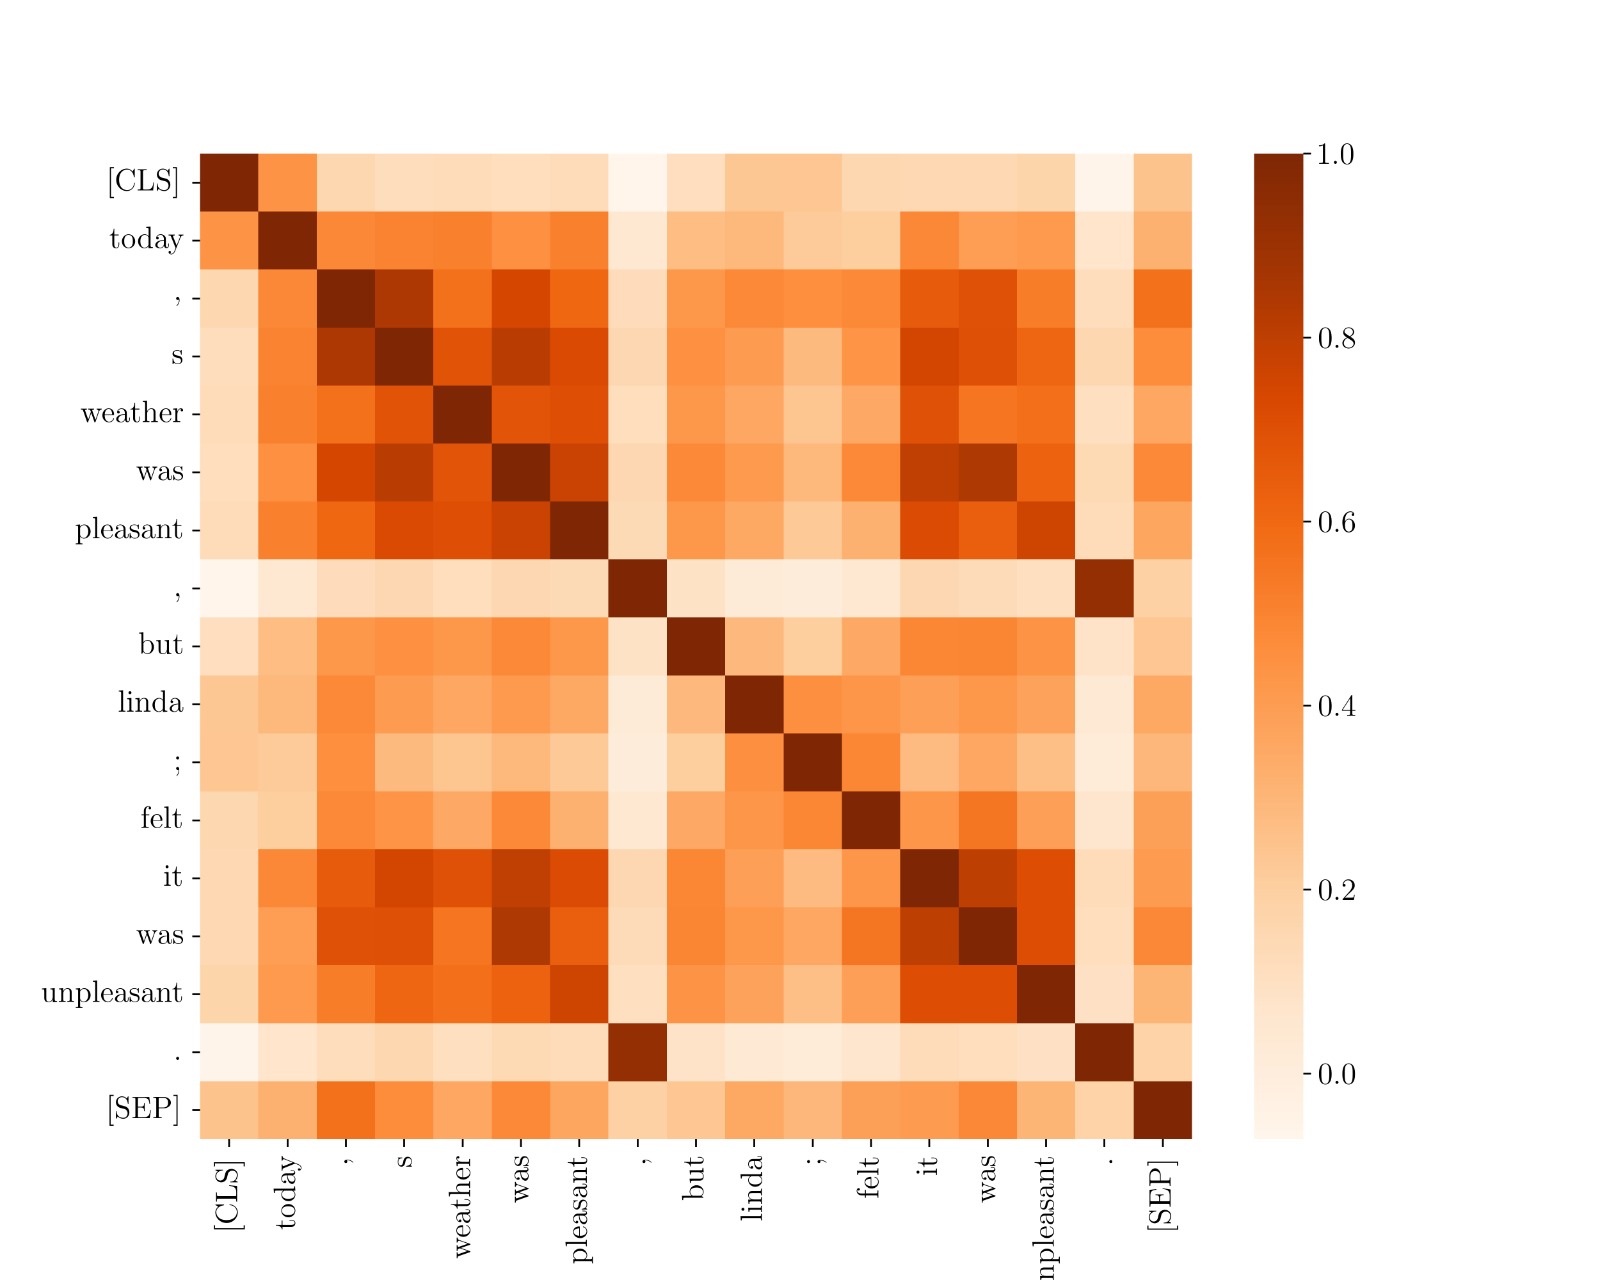 [CLS]
today
'
s
weather
was
pleasant
,
but
linda
;
felt
it
was
unpleasant
.
[SEP]
[CLS]
today
'
s
weather
was
pleasant
,
but
linda
;
felt
it
was
npleasant
.
[SEP]
1.0
0.8
0.6
0.4
0.2
0.0